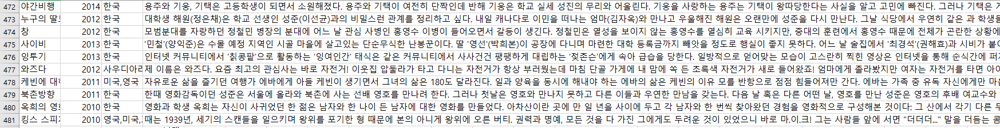 472 야간비행 2014 한국 용주와 기웅, 기택은 고등학생이 되면서 소원해졌다. 용주와 기택이 여전히 단짝인데 반해 기웅은 학교 실세 성진의 무리와 어울린다. 기웅을 사랑하는 용주는 기택이 왕따당한다는 사실을 알고 고민에 빠진다. 그러나 기택은
473 누구의 딸 2012 한국 대학생 해원(정은채)은 학교 선생인 성준(이선균)과의 비밀스런 관계를 정리하고 싶다. 내일 캐나다로 이민을 떠나는 엄마(김자옥)와 만나고 우울해진 해원은 오랜만에 성준을 다시 만난다. 그날 식당에서 우연히 같은 과 학생들
474 창 2012 한국 모범분대를 자랑하던 정철민 병장의 분대에 어느 날 관심 사병인 홍영수 이병이 들어오면서 갈등이 생긴다. 정철민은 열성을 보이지 않는 홍영수를 열심히 교육 시키지만, 중대의 훈련에서 홍영수 때문에 전체가 곤란한 상황에
475 사이비 2013 한국 '민철'(양익준)은 수몰 예정 지역인 시골 마을에 살고있는 단순무식한 난봉꾼이다. 딸 '영선'(박희본)이 공장에 다니며 마련한 대학 등록금까지 빼앗을 정도로 행실이 좋지 못하다. 어느 날 술집에서 '최경석'(권해효)과 시비가 붙어
476 잉투기 2013 한국 인터넷 커뮤니티에서 '칡콩팥'으로 활동하는 '잉여인간' 태식은 같은 커뮤니티에서 사사건건 팽팽하게 대립하는 '젖존슨'에게 속아 급습을 당한다. 일방적으로 얻어맞는 모습이 고스란히 찍힌 영상은 인터넷을 통해 순식간에 퍼지
477 와즈다 2012 사우디아라 제 이름은 와즈다. 요즘 최고의 관심사는 바로 자전거! 이웃집 압둘라가 타고 다니는 자전거가 항상 부러웠는데 마침 단골 가게에 내 맘에 쏙 든 초록색 자전거가 새로 들어왔죠! 엄마에게 졸라봤지만 여자는 자전거를 타면 아이
478 케빈에 대한 2011 미국,영국 자유로운 삶을 즐기던 여행가 에바에게 아들 케빈이 생기면서 그녀의 삶은 180도 달라진다. 일과 양육을 동시에 해내야 하는 에바의 삶은 케빈의 이유 모를 반항으로 점점 힘들어져만 간다. 에바는 가족 중 유독 자신에게만 마음
479 북촌방향 2011 한국 한때 영화감독이던 성준은 서울에 올라와 북촌에 사는 선배 영호를 만나려 한다. 그러나 첫날은 영호와 만나지 못하고 다른 이들과 우연한 만남을 갖는다. 다음 날 혹은 다른 어떤 날, 영호를 만난 성준은 영호의 후배 여교수와
480 옥희의 영화 2010 한국 영화과 학생 옥희는 자신이 사귀었던 한 젊은 남자와 한 나이 든 남자에 대한 영화를 만들었다. 아차산이란 곳에 만 일 년을 사이에 두고 각 남자와 한 번씩 찾아왔던 경험을 영화적으로 구성해본 것이다: 그 산에서 각기 다른 두
481 킹스 스피치 2010 영국,미국, 때는 1939년, 세기의 스캔들을 일으키며 왕위를 포기한 형 때문에 본의 아니게 왕위에 오른 버티. 권력과 명예, 모든 것을 다 가진 그에게도 두려운 것이 있었으니 바로 마.이.크! 그는 사람들 앞에 서면 "더더더..." 말을 더듬는 콤